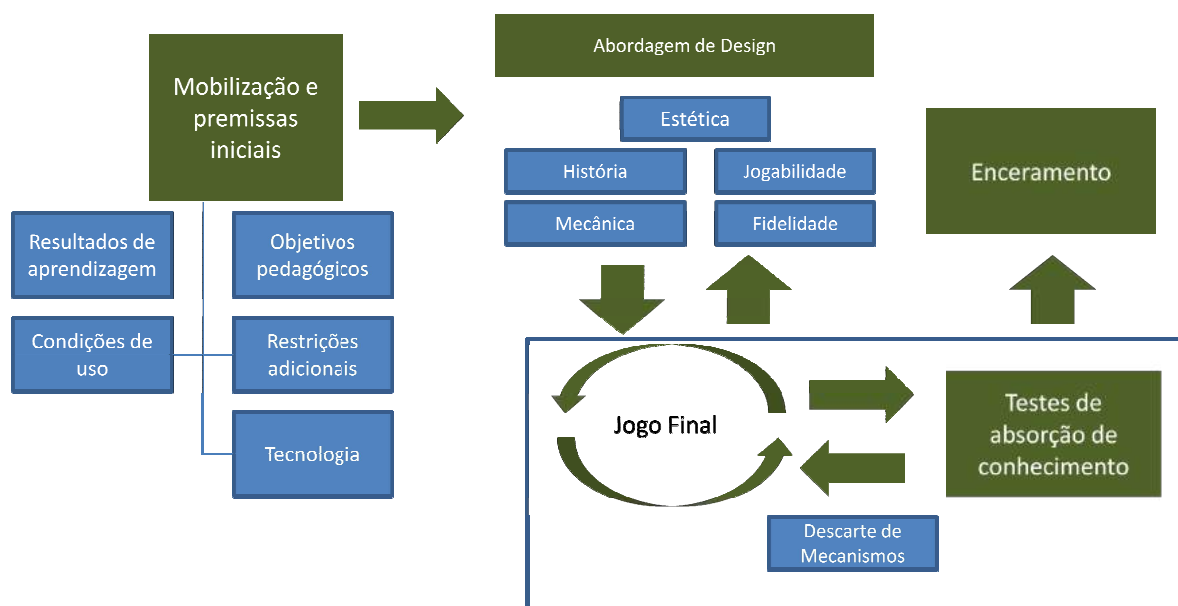 Mobilização e
premissas
iniciais
Resultados de
aprendizagem
Objetivos
pedagógicos
Condições de
uso
Restrições
adicionais
Tecnologia
Abordagem de Design
Estética
História
Jogabilidade
Mecânica
Fidelidade
Enceramento
Jogo Final
Testes de
absorção de
conhecimento
Descarte de
Mecanismos